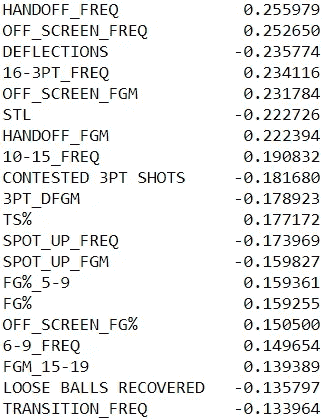 HANDOFF_FREQ 0.255979
OFF_SCREEN_FREQ 0.252650
DEFLECTIONS -0.235774
16-3PT_FREQ 0.234116
OFF_SCREEN_FGM 0.231784
STL -0.222726
HANDOFF_FGM 0.222394
10-15_FREQ 0.190832
CONTESTED 3PT SHOTS -0.181680
3PT_DFGM -0.178923
TS% 0.177172
SPOT_UP_FREQ -0.173969
SPOT_UP_FGM -0.159827
FG%_5-9 0.159361
FG% 0.159255
OFF_SCREEN_FG% 0.150500
6-9_FREQ 0.149654
FGM_15-19 0.139389
LOOSE BALLS RECOVERED -0.135797
TRANSITION_FREQ -0.133964